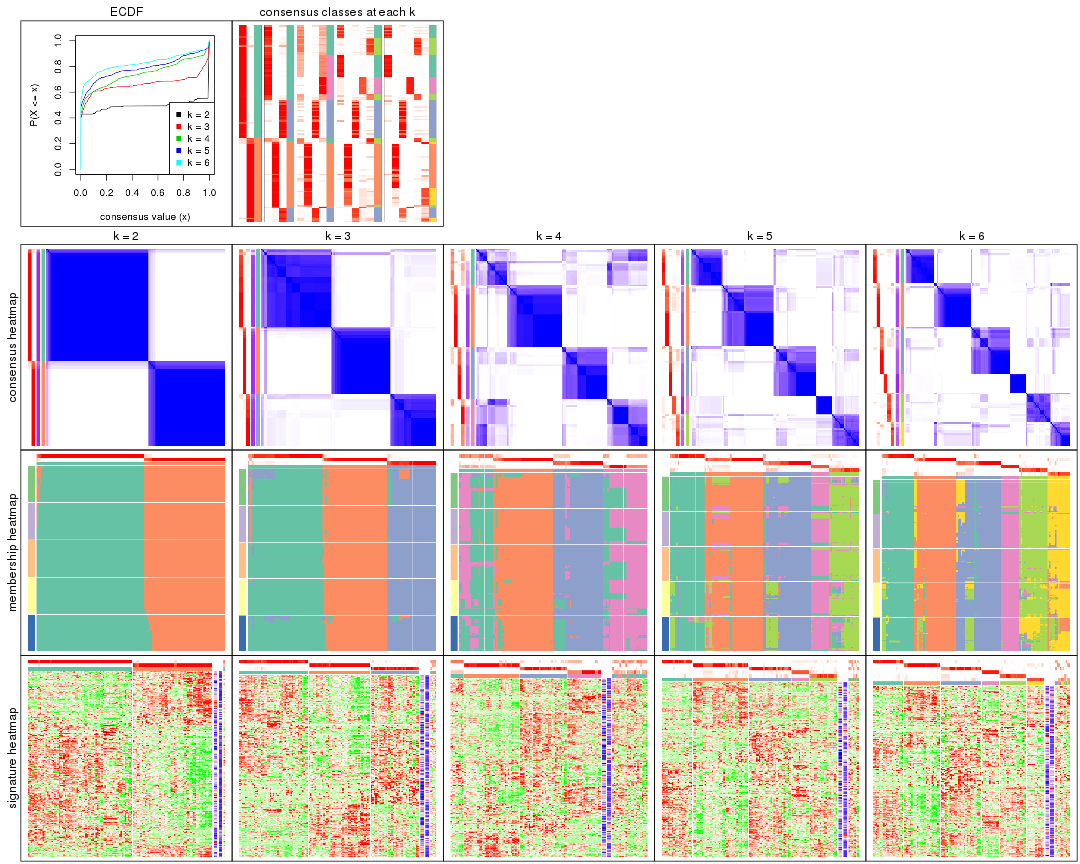 ECDF
consensus classes at each k
P(X <= x)
0.0 0.2 0.4 0.6 0.8 1.0
k = 2
k = 3
k = 4
k = 5
k = 6
0.0 0.2 0.4 0.6 0.8 1.0
consensus value (x)
k = 2 k = 3 k = 4 k = 5 k = 6
consensus heatmap
membership heatmap
signature heatmap